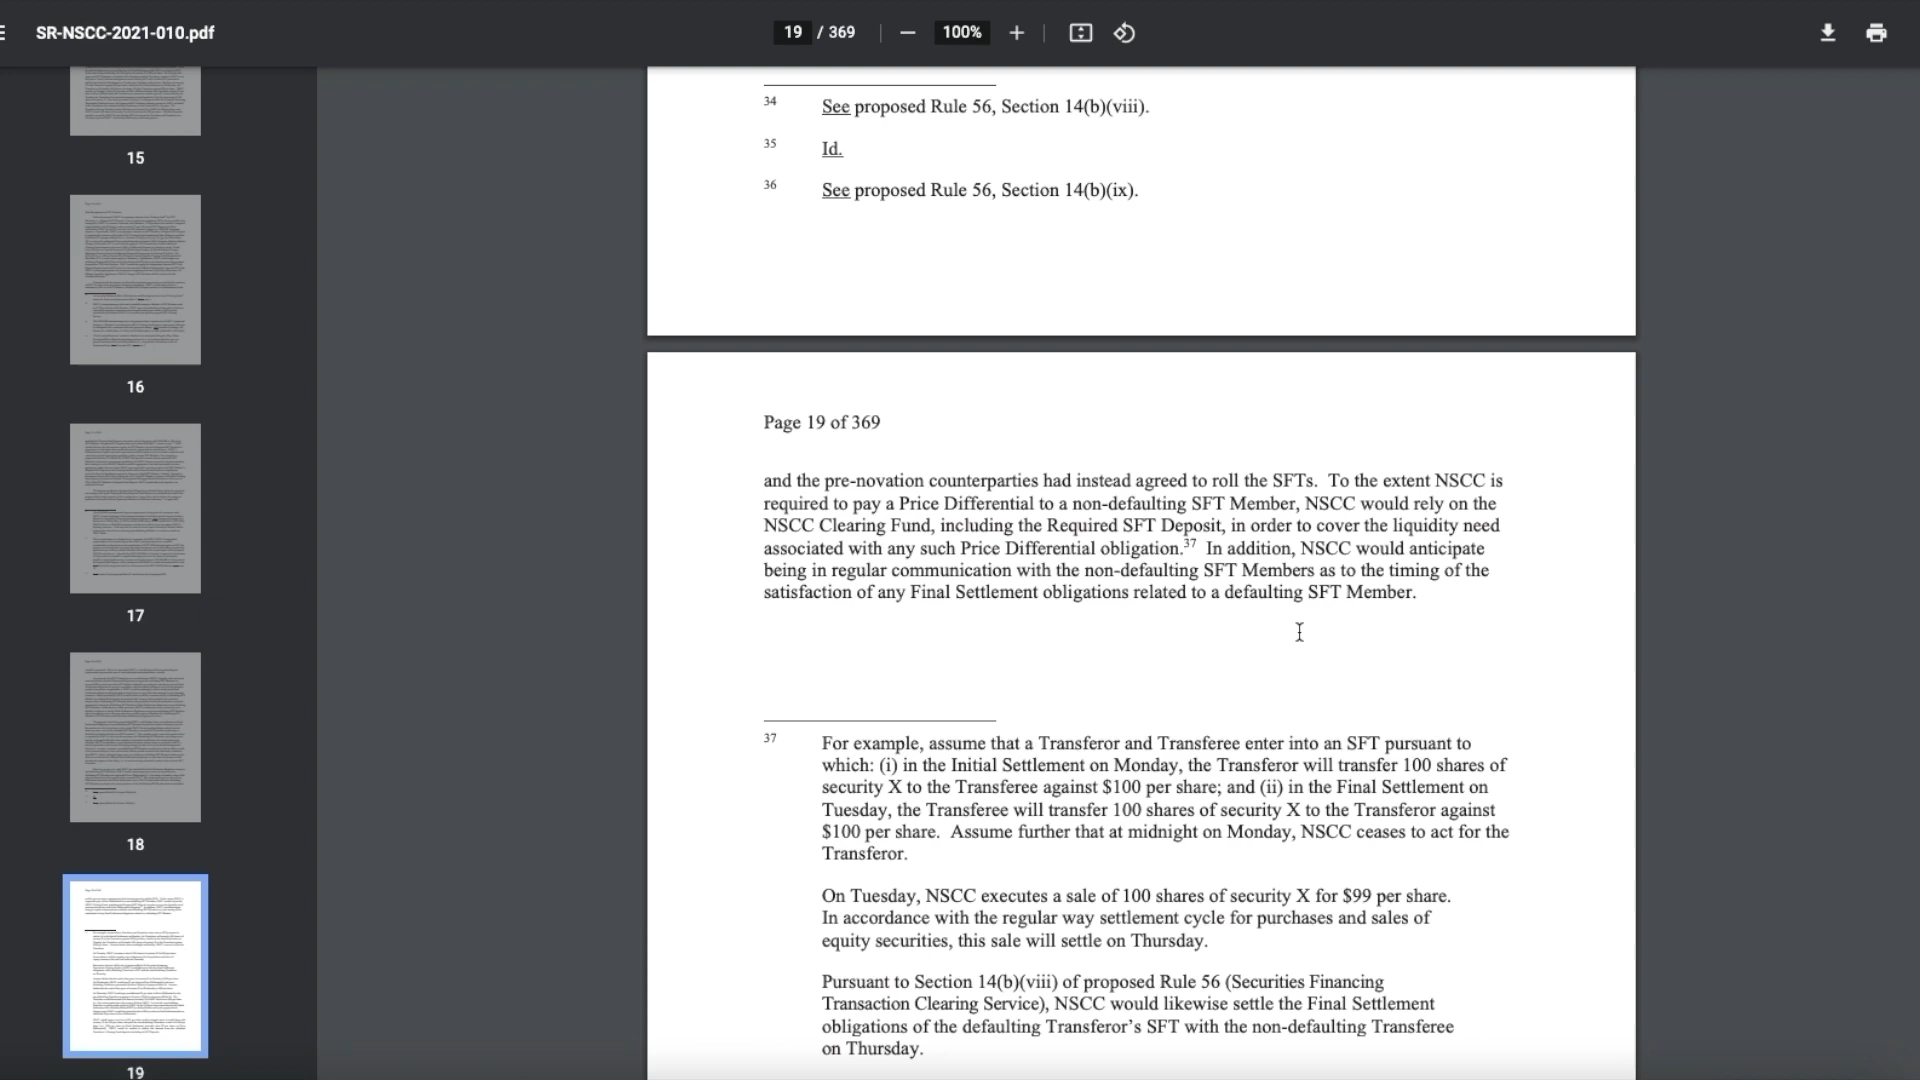 SR-NSCC-2021-010.pdf
19 / 369
100%
15
16
17
18
19
34 See proposed Rule 56, Section 14(b)(viii).
35 Id.
36 See proposed Rule 56, Section 14(b)(ix).
Page 19 of 369
and the pre-novation counterparties had instead agreed to roll the SFTs. To the extent NSCC is
required to pay a Price Differential to a non-defaulting SFT Member, NSCC would rely on the
NSCC Clearing Fund, including the Required SFT Deposit, in order to cover the liquidity need
associated with any such Price Differential obligation.37 In addition, NSCC would anticipate
being in regular communication with the non-defaulting SFT Members as to the timing of the
satisfaction of any Final Settlement obligations related to a defaulting SFT Member.
37 For example, assume that a Transferor and Transferee enter into an SFT pursuant to
which: (i) in the Initial Settlement on Monday, the Transferor will transfer 100 shares of
security X to the Transferee against $100 per share; and (ii) in the Final Settlement on
Tuesday, the Transferee will transfer 100 shares of security X to the Transferor against
$100 per share. Assume further that at midnight on Monday, NSCC ceases to act for the
Transferor.
On Tuesday, NSCC executes a sale of 100 shares of security X for $99 per share.
In accordance with the regular way settlement cycle for purchases and sales of
equity securities, this sale will settle on Thursday.
Pursuant to Section 14(b)(viii) of proposed Rule 56 (Securities Financing
Transaction Clearing Service), NSCC would likewise settle the Final Settlement
obligations of the defaulting Transferor's SFT with the non-defaulting Transferee
on Thursday.